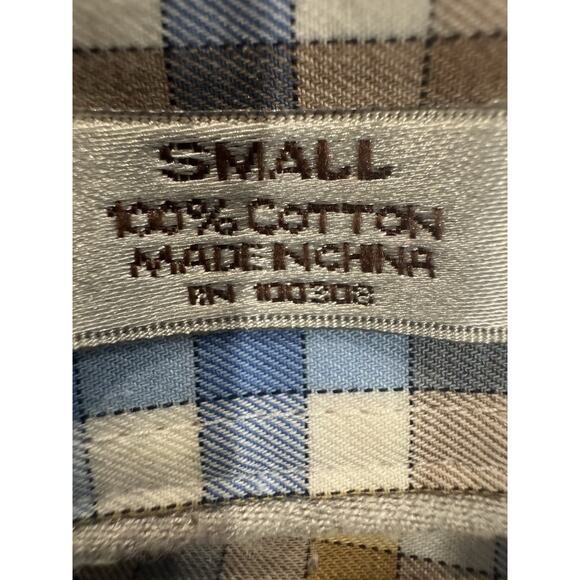 SMALL
100% COTTON
MADE IN CHINA
RN 100308